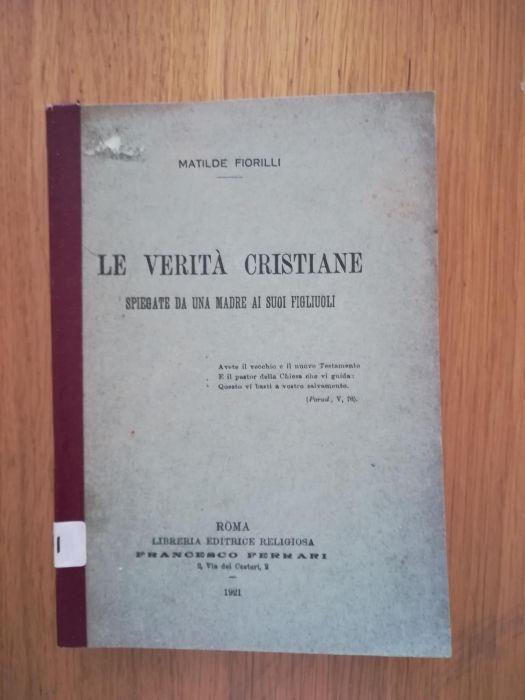 MATILDE FIORILLI
LE VERITÀ CRISTIANE
SPIEGATE DA UNA MADRE AI SUOI FIGLIUOLI
Avete il vecchio e il nuovo Testamento
E il pastor della Chiesa che vi guida:
Questo vi basti a vostro salvamento.
(Parad., V, 76).
ROMA
LIBRERIA EDITRICE RELIGIOSA
FRANCESCO FERRARI
2, Via dei Cestari, 2
1921
I